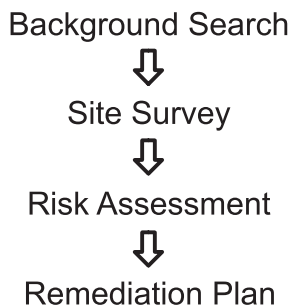 Background Search
Site Survey
Risk Assessment
Remediation Plan